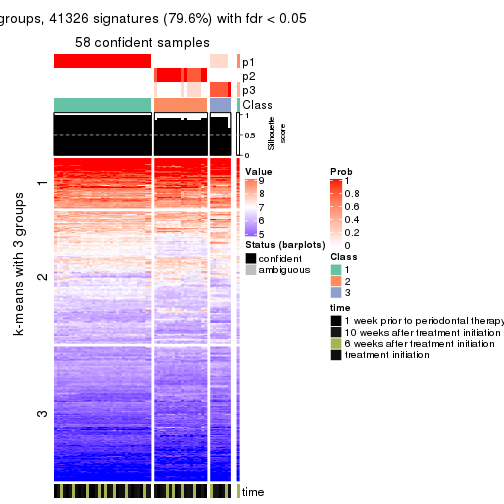 groups, 41326 signatures (79.6%) with fdr < 0.05
58 confident samples
p1
p2
p3
Class
1
0.5
0
Silhouette
score
k-means with 3 groups
1
2
3
time
Value
9
8
7
6
5
Status (barplots)
confident
ambiguous
Prob
1
0.8
0.6
0.4
0.2
0
Class
1
2
3
time
1 week prior to periodontal therapy
10 weeks after treatment initiation
6 weeks after treatment initiation
treatment initiation